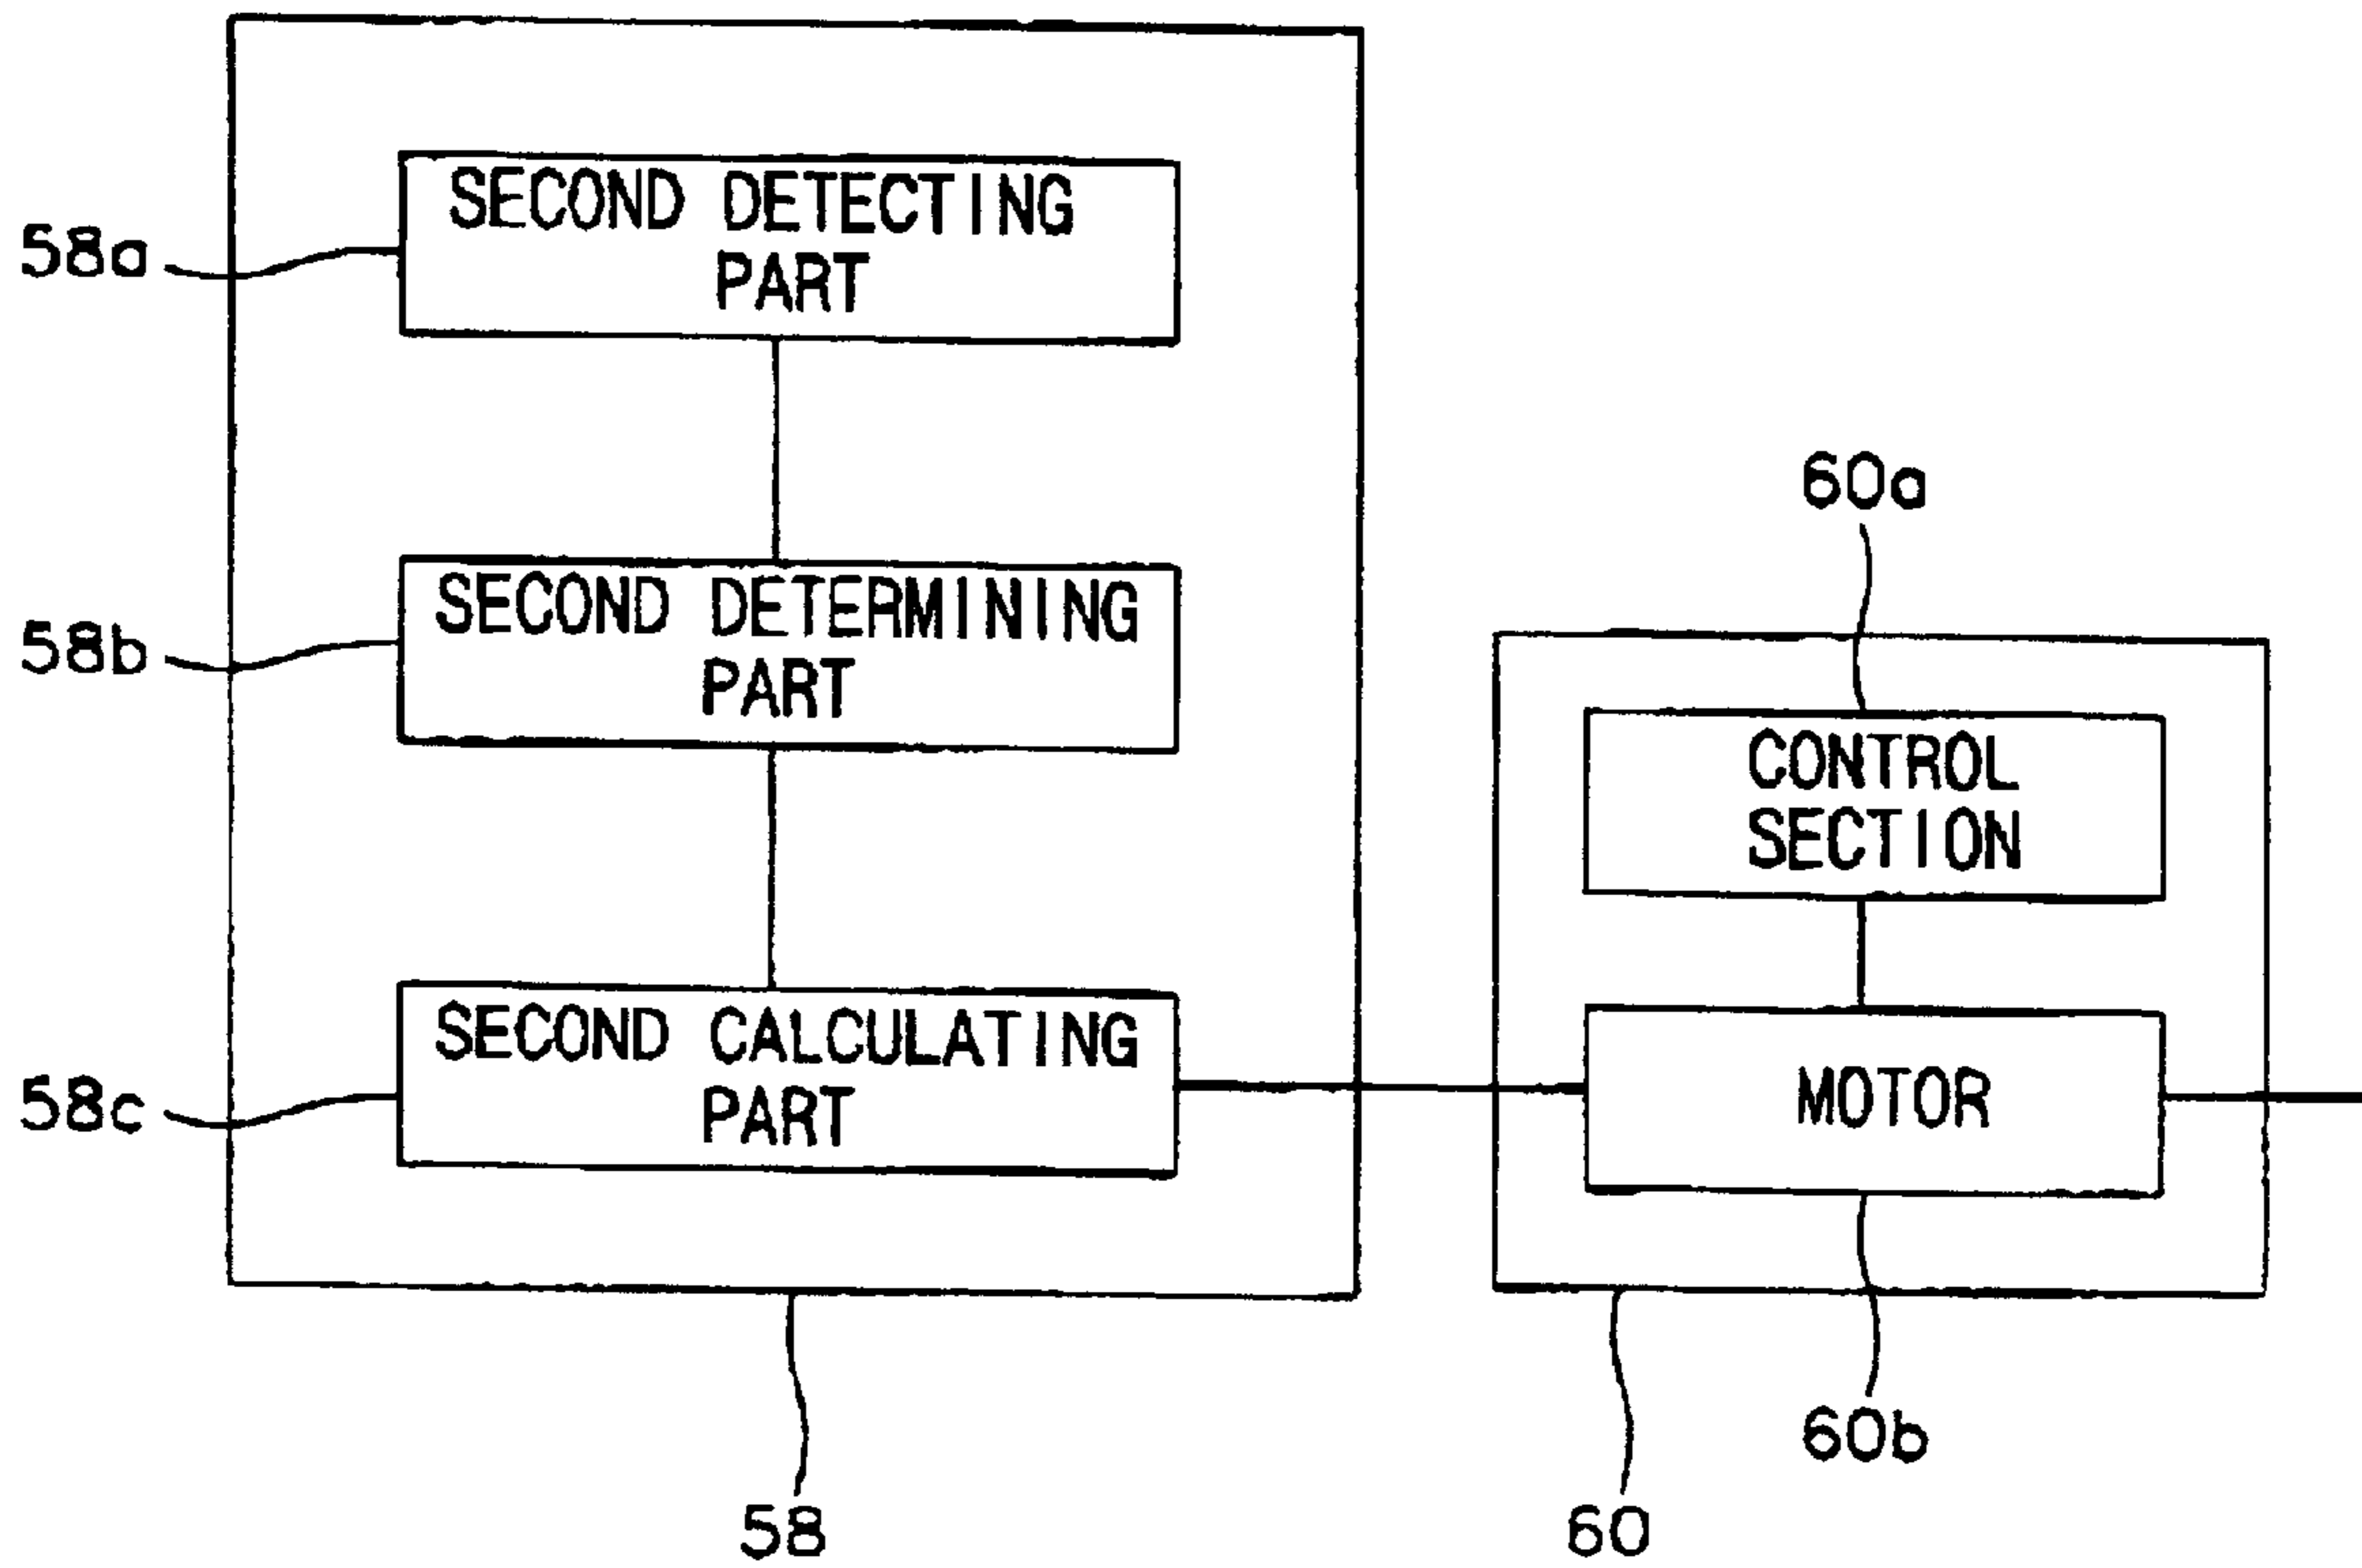 SECOND DETECTING
PART
58a
SECOND DETERMINING
PART
58b
SECOND CALCULATING
PART
58c
58
60a
CONTROL
SECTION
MOTOR
60b
60